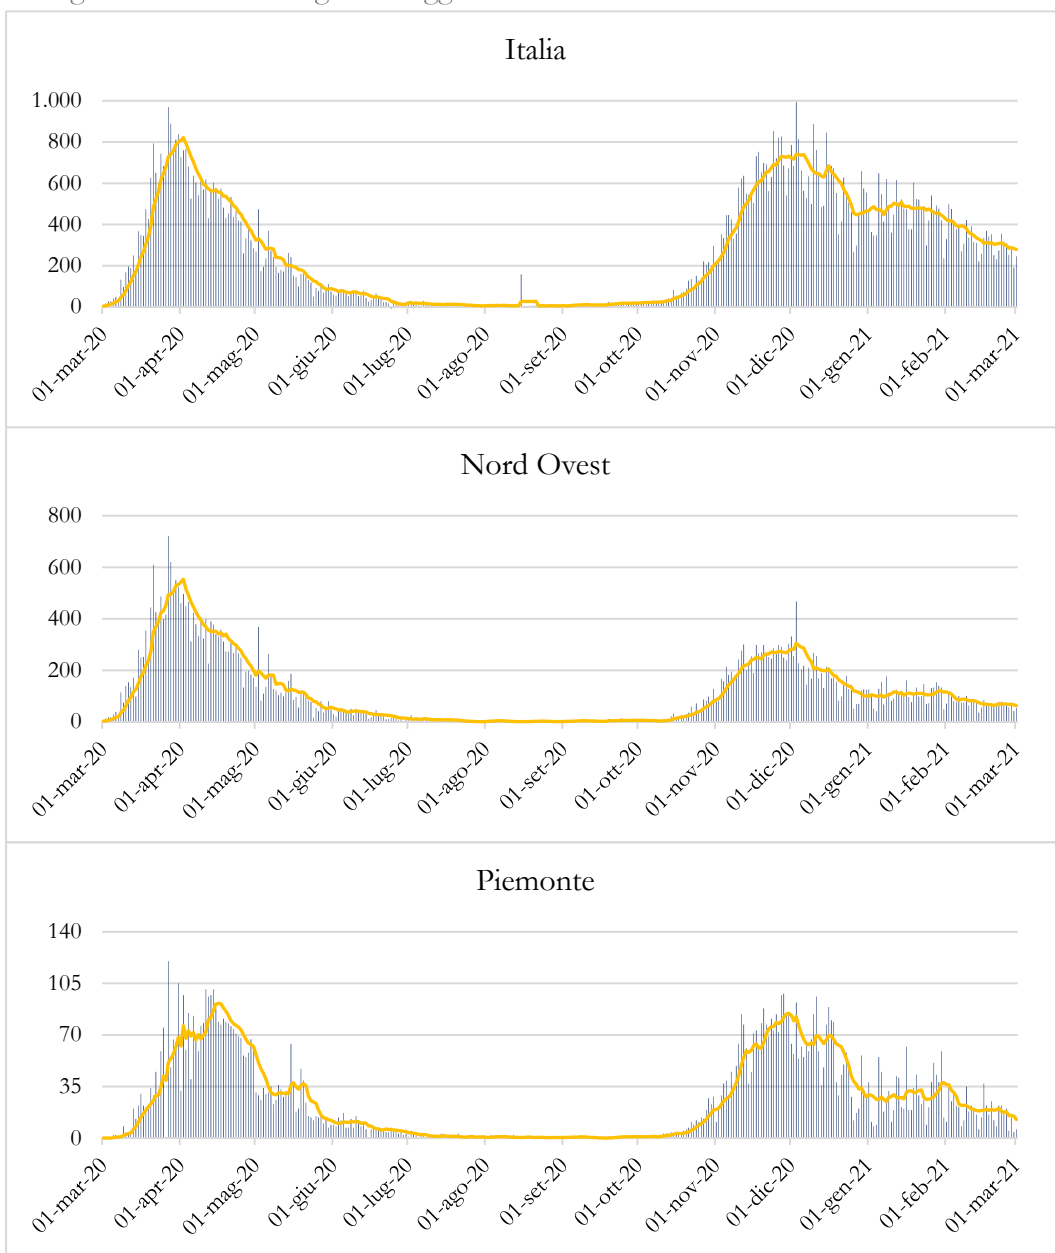 Italia
1.000
800
600
400
200
0
01-mar-20 01-apr-20 01-mag-20 01-giu-20 01-lug-20 01-ago-20 01-set-20 01-ott-20 01-nov-20 01-dic-20 01-gen-21 01-feb-21 01-mar-21
Nord Ovest
800
600
400
200
0
01-mar-20 01-apr-20 01-mag-20 01-giu-20 01-lug-20 01-ago-20 01-set-20 01-ott-20 01-nov-20 01-dic-20 01-gen-21 01-feb-21 01-mar-21
Piemonte
140
105
70
35
0
01-mar-20 01-apr-20 01-mag-20 01-giu-20 01-lug-20 01-ago-20 01-set-20 01-ott-20 01-nov-20 01-dic-20 01-gen-21 01-feb-21 01-mar-21